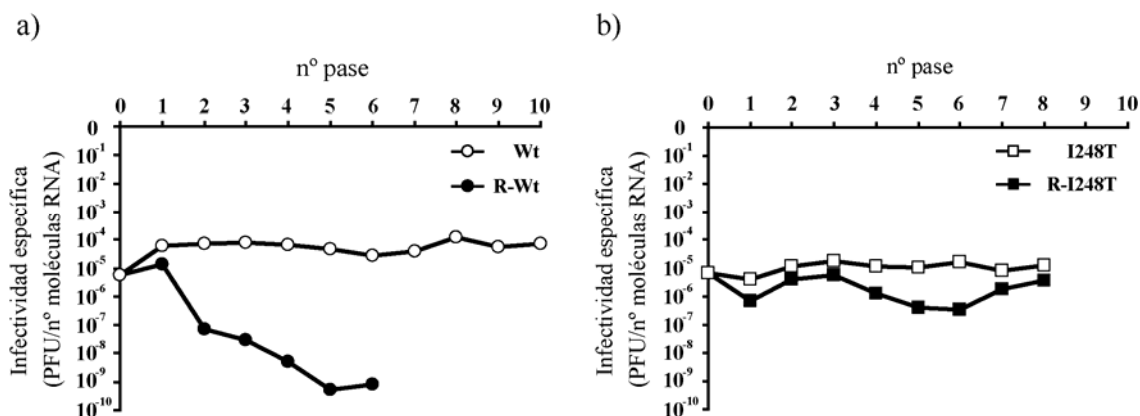 a)
nº pase
0 1 2 3 4 5 6 7 8 9 10
0
10⁻¹
10⁻²
10⁻³
10⁻⁴
10⁻⁵
10⁻⁶
10⁻⁷
10⁻⁸
10⁻⁹
10⁻¹⁰
Infectividad específica
(PFU/nº moléculas RNA)
Wt
R-Wt
b)
nº pase
0 1 2 3 4 5 6 7 8 9 10
0
10⁻¹
10⁻²
10⁻³
10⁻⁴
10⁻⁵
10⁻⁶
10⁻⁷
10⁻⁸
10⁻⁹
10⁻¹⁰
Infectividad específica
(PFU/nº moléculas RNA)
I248T
R-I248T